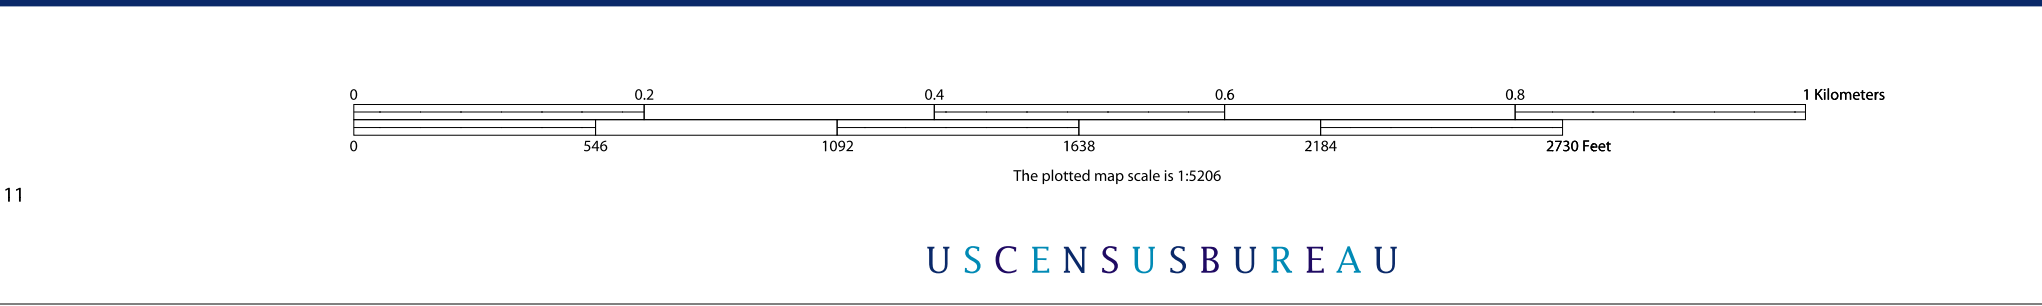 0 0.2 0.4 0.6 0.8 1 Kilometers
0 546 1092 1638 2184 2730 Feet
The plotted map scale is 1:5206
11
USCENSUSBUREAU